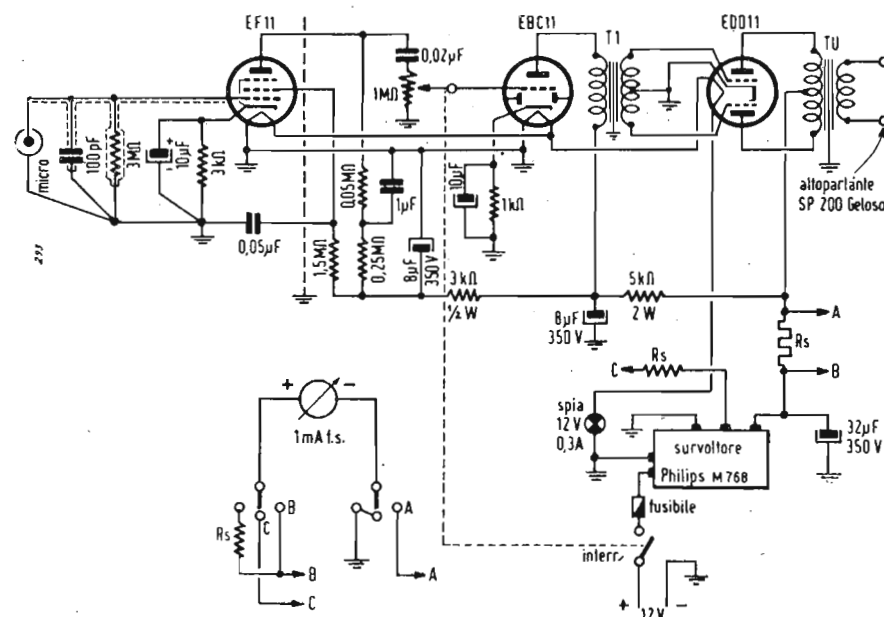 EF11
EBC11
EDD11
T1
TU
0,02µF
1MΩ
micro
100pF
3MΩ
10µF
+
-
3kΩ
0,05µF
1,5MΩ
0,05MΩ
0,25MΩ
1µF
8µF
350V
10µF
1kΩ
altoparlante
SP 200 Geloso
293
3kΩ
½ W
5kΩ
2 W
8µF
350 V
A
Rs
B
C
Rs
spia
12 V
0,3A
survoltore
Philips M768
32µF
350 V
fusibile
interr.
+ 12V -
+ -
1mA f.s.
Rs
C
B
A
B
C
A